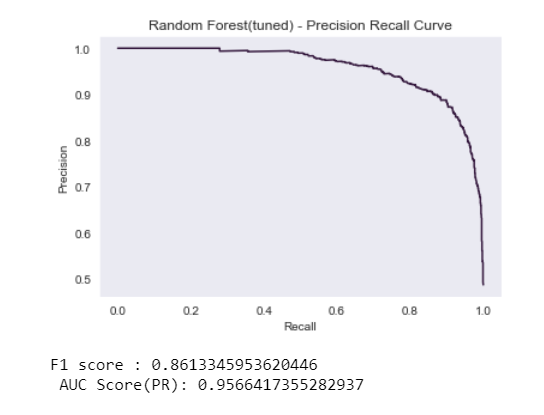 Random Forest(tuned) - Precision Recall Curve
1.0
0.9
0.8
0.7
0.6
0.5
Precision
0.0 0.2 0.4 0.6 0.8 1.0
Recall
F1 score : 0.8613345953620446
AUC Score(PR): 0.9566417355282937